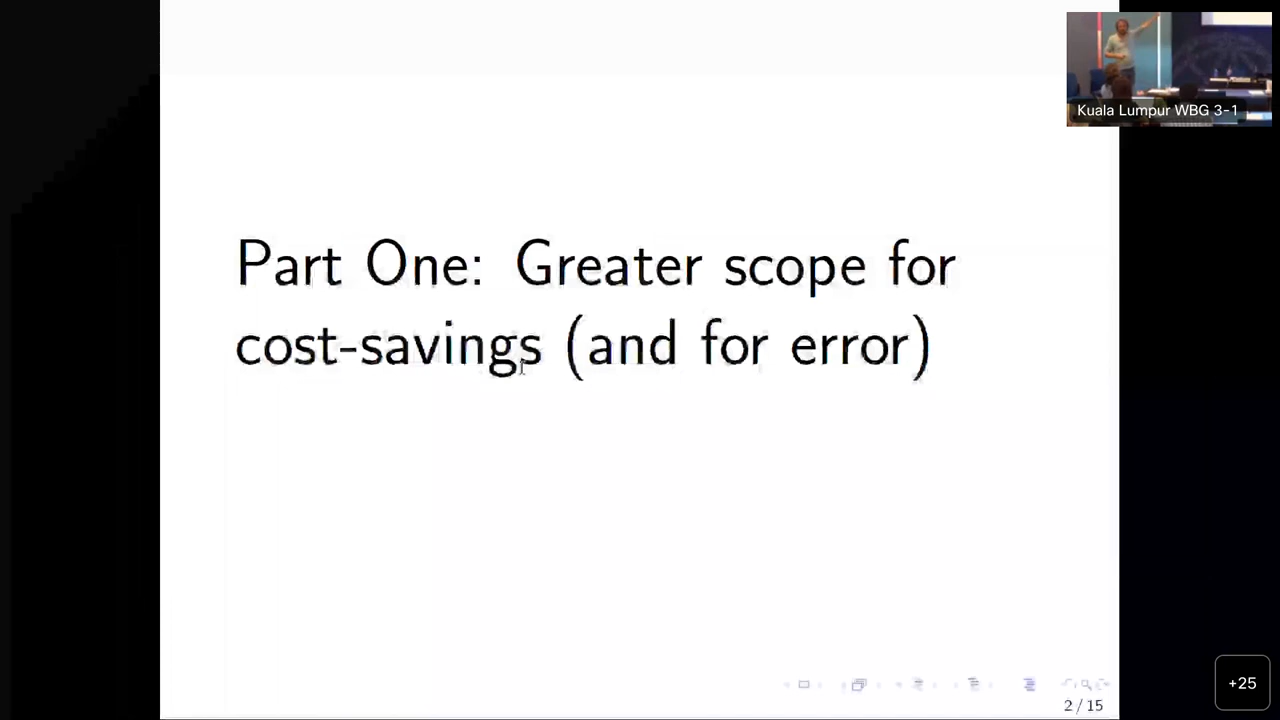 Kuala Lumpur WBG 3-1
Part One: Greater scope for
cost-savings (and for error)
2 / 15
+25